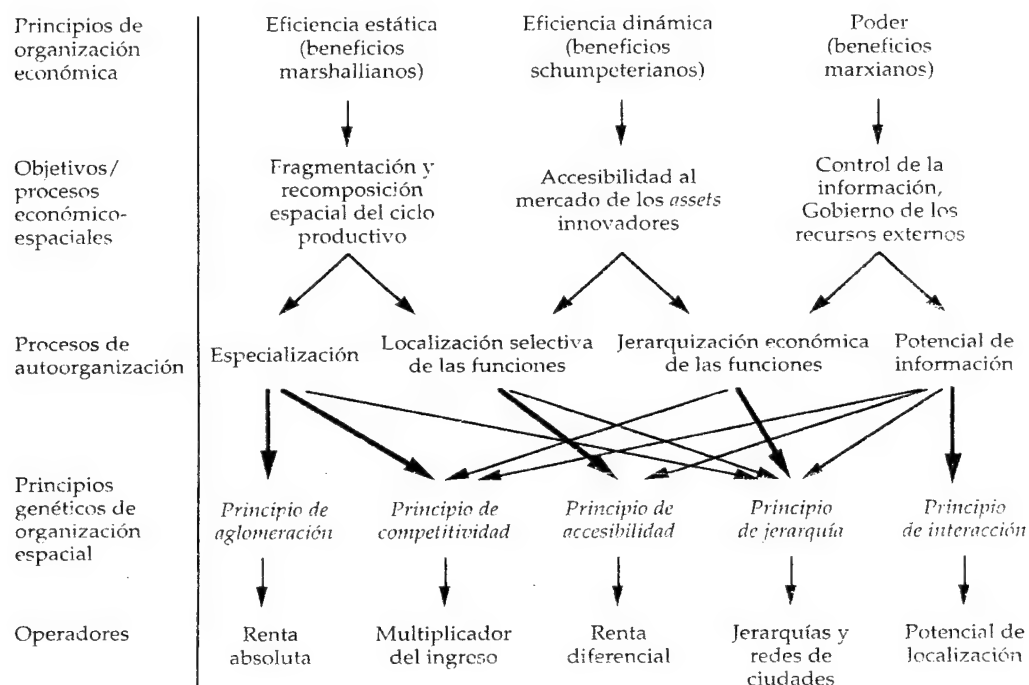 Principios de
organización
económica
Eficiencia estática
(beneficios
marshallianos)
Eficiencia dinámica
(beneficios
schumpeterianos)
Poder
(beneficios
marxianos)
Objetivos/
procesos
económico-
espaciales
Fragmentación y
recomposición
espacial del ciclo
productivo
Accesibilidad al
mercado de los assets
innovadores
Control de la
información,
Gobierno de los
recursos externos
Procesos de
autoorganización
Especialización
Localización selectiva
de las funciones
Jerarquización económica
de las funciones
Potencial de
información
Principios
genéticos de
organización
espacial
Principio de
aglomeración
Principio de
competitividad
Principio de
accesibilidad
Principio
de jerarquía
Principio
de interacción
Operadores
Renta
absoluta
Multiplicador
del ingreso
Renta
diferencial
Jerarquías y
redes de
ciudades
Potencial de
localización